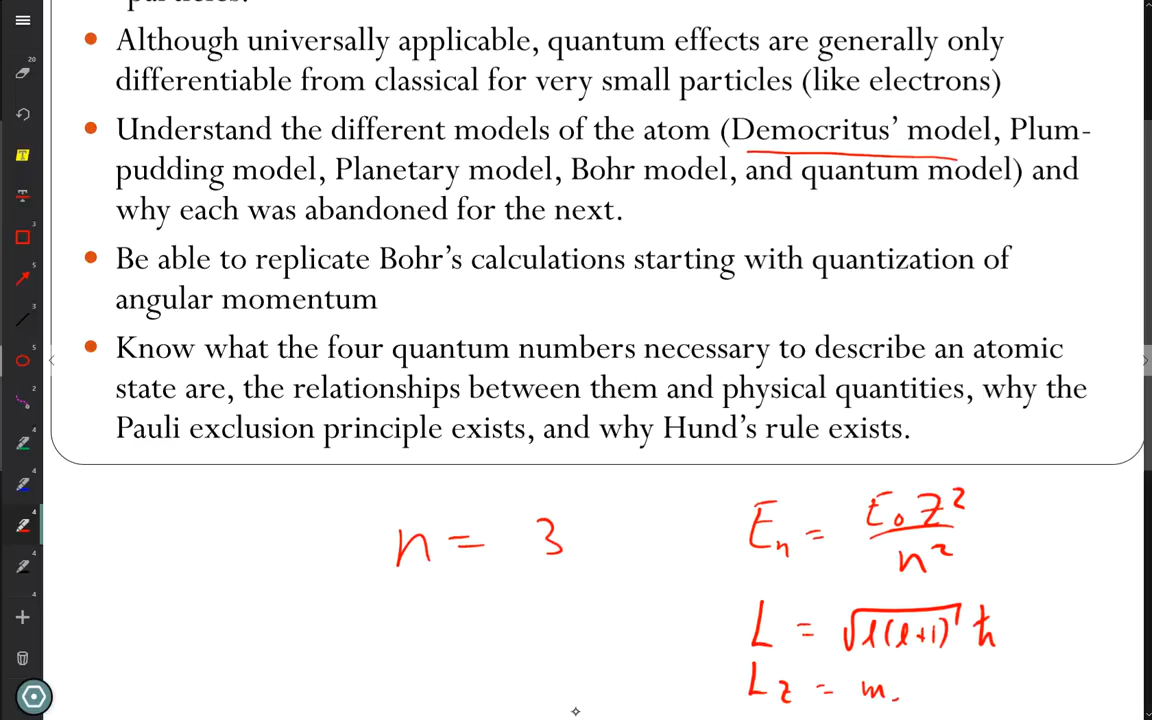 particles.
Although universally applicable, quantum effects are generally only
differentiable from classical for very small particles (like electrons)
Understand the different models of the atom (Democritus’ model, Plum-
pudding model, Planetary model, Bohr model, and quantum model) and
why each was abandoned for the next.
Be able to replicate Bohr’s calculations starting with quantization of
angular momentum
Know what the four quantum numbers necessary to describe an atomic
state are, the relationships between them and physical quantities, why the
Pauli exclusion principle exists, and why Hund’s rule exists.
n = 3
Eₙ = E₀Z²/n²
L = √l(l+1) ħ
L_z = m